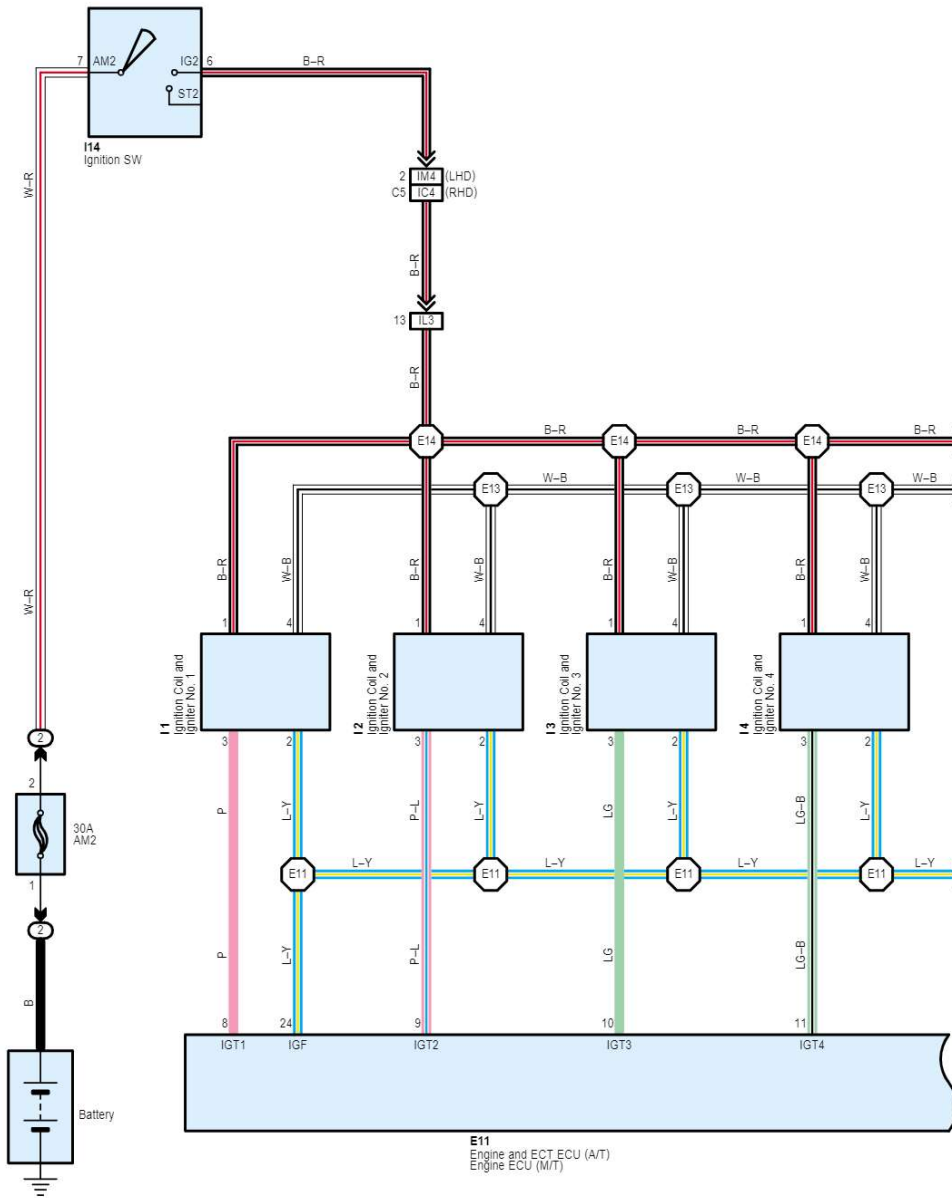 7
AM2
IG2
6
B–R
ST2
I14
Ignition SW
W–R
2
IM4
(LHD)
C5
IC4
(RHD)
B–R
13
IL3
B–R
E14
B–R
E14
B–R
E14
B–R
E13
W–B
E13
W–B
E13
W–B
W–R
B–R
W–B
B–R
W–B
B–R
W–B
B–R
W–B
1
4
1
4
1
4
1
4
I1
Ignition Coil and
Igniter No. 1
I2
Ignition Coil and
Igniter No. 2
I3
Ignition Coil and
Igniter No. 3
I4
Ignition Coil and
Igniter No. 4
3
2
3
2
3
2
3
2
2
2
30A
AM2
1
2
P
L–Y
P–L
L–Y
LG
L–Y
LG–B
L–Y
E11
L–Y
E11
L–Y
E11
L–Y
E11
L–Y
P
L–Y
P–L
LG
LG–B
B
8
24
9
10
11
IGT1
IGF
IGT2
IGT3
IGT4
Battery
E11
Engine and ECT ECU (A/T)
Engine ECU (M/T)